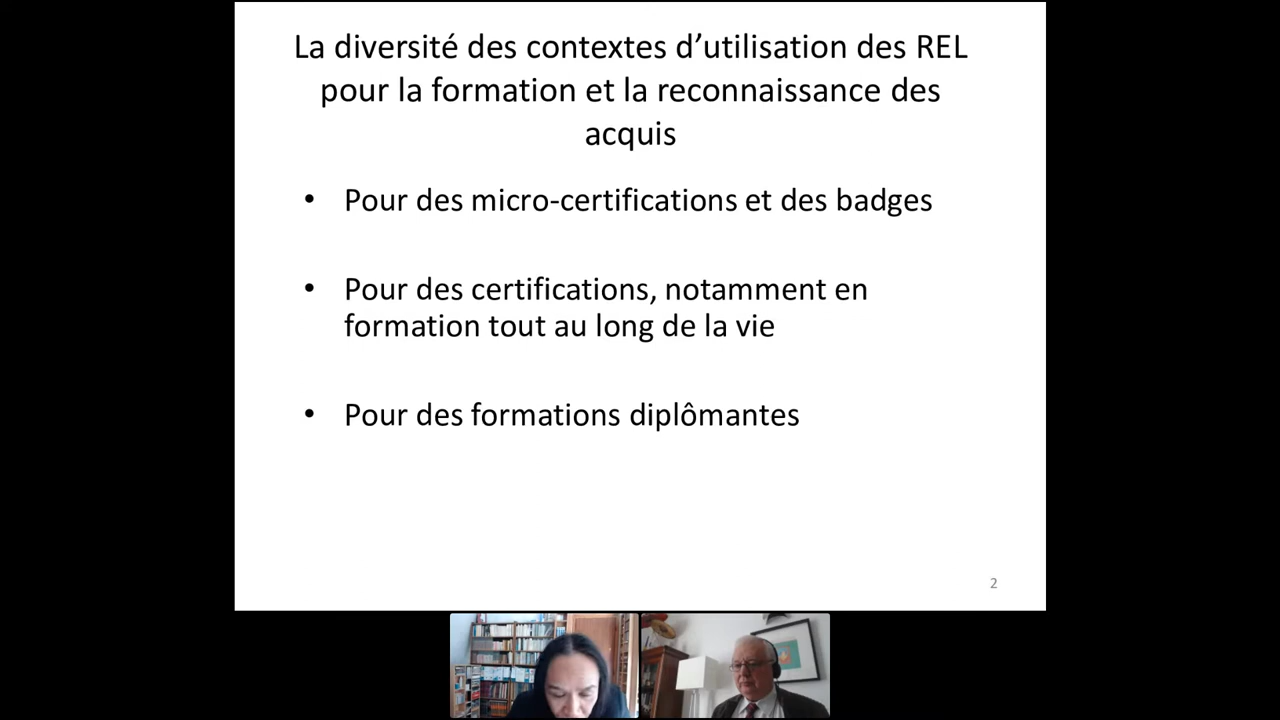 La diversité des contextes d’utilisation des REL
pour la formation et la reconnaissance des
acquis
• Pour des micro-certifications et des badges
• Pour des certifications, notamment en
formation tout au long de la vie
• Pour des formations diplômantes
2